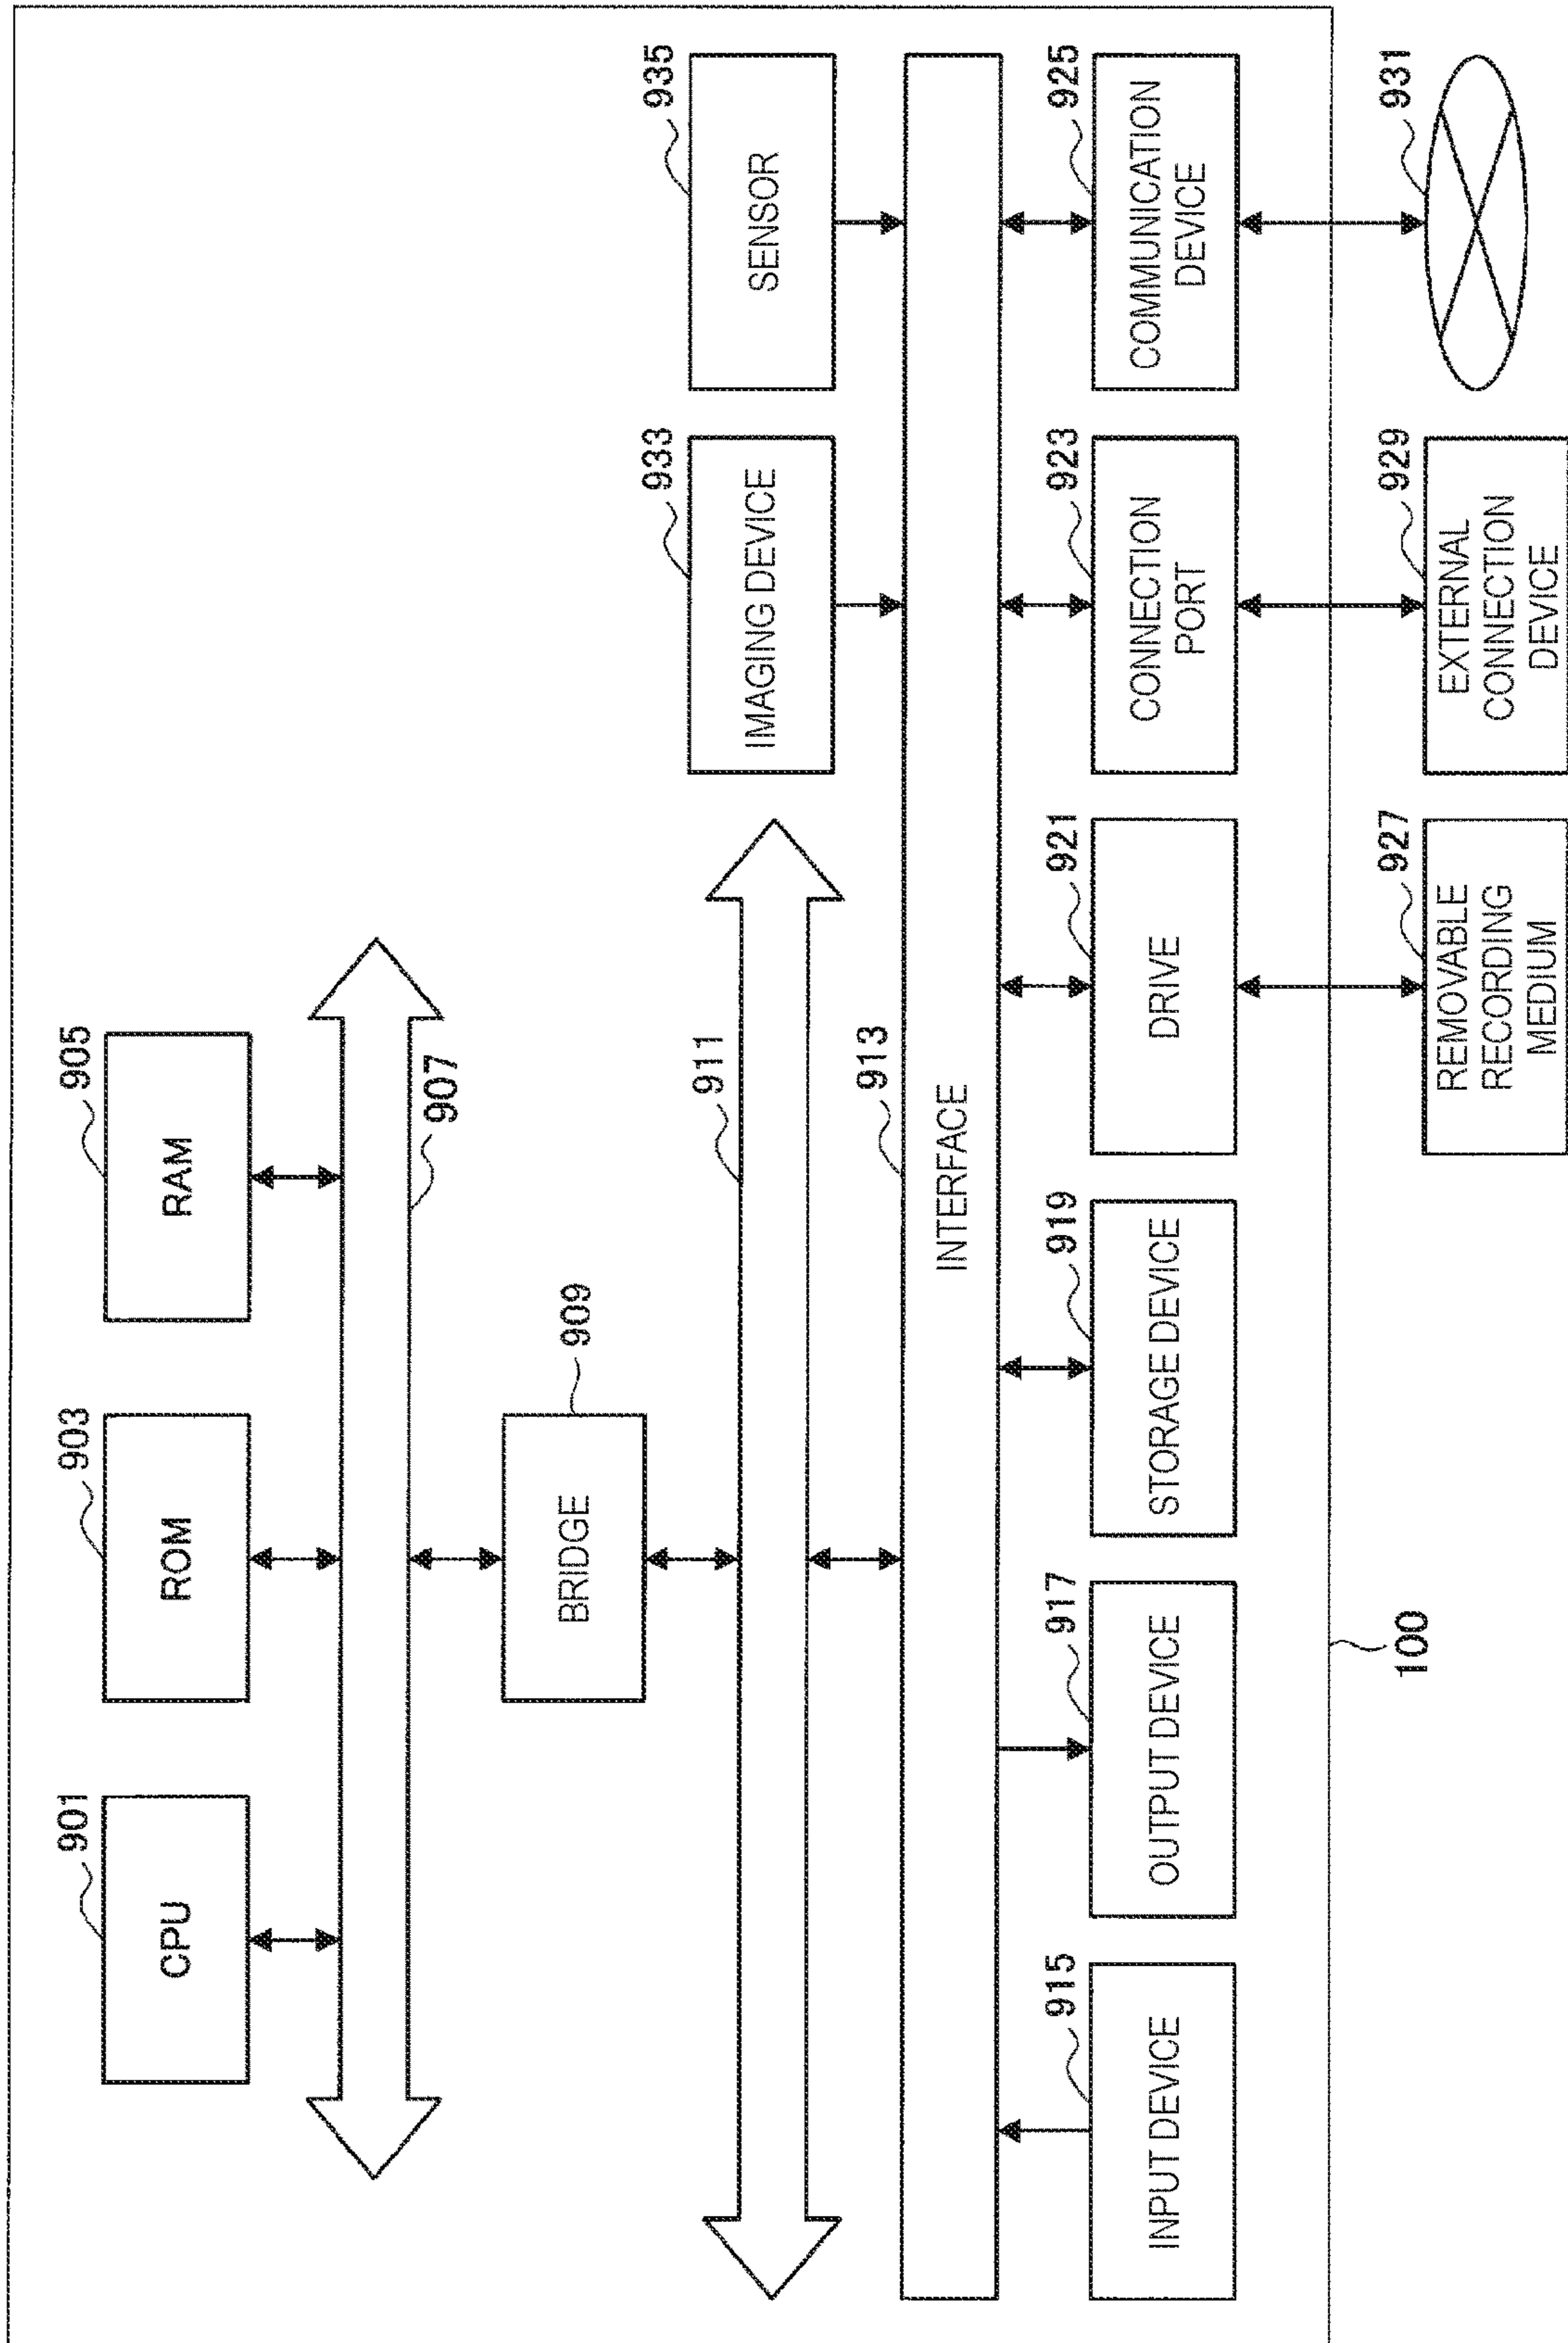 901
CPU
903
ROM
905
RAM
907
909
BRIDGE
911
933
IMAGING DEVICE
935
SENSOR
913
INTERFACE
915
INPUT DEVICE
917
OUTPUT DEVICE
919
STORAGE DEVICE
921
DRIVE
923
CONNECTION
PORT
925
COMMUNICATION
DEVICE
100
927
REMOVABLE
RECORDING
MEDIUM
929
EXTERNAL
CONNECTION
DEVICE
931